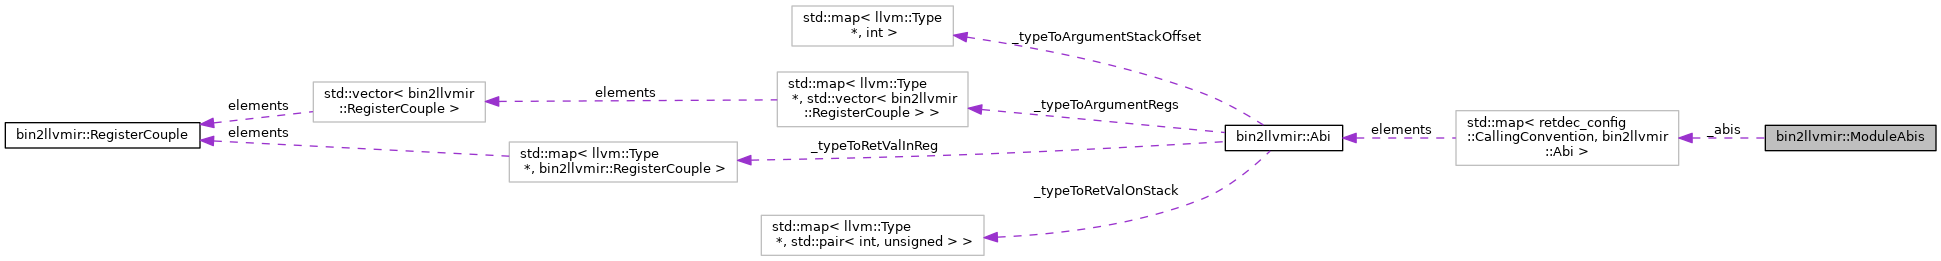 std::map< llvm::Type
*, int >
_typeToArgumentStackOffset
std::map< llvm::Type
*, std::vector< bin2llvmir
::RegisterCouple > >
std::vector< bin2llvmir
::RegisterCouple >
elements
elements
_typeToArgumentRegs
bin2llvmir::RegisterCouple
elements
std::map< llvm::Type
*, bin2llvmir::RegisterCouple >
_typeToRetValInReg
bin2llvmir::Abi
elements
std::map< retdec_config
::CallingConvention, bin2llvmir
::Abi >
_abis
bin2llvmir::ModuleAbis
_typeToRetValOnStack
std::map< llvm::Type
*, std::pair< int, unsigned > >